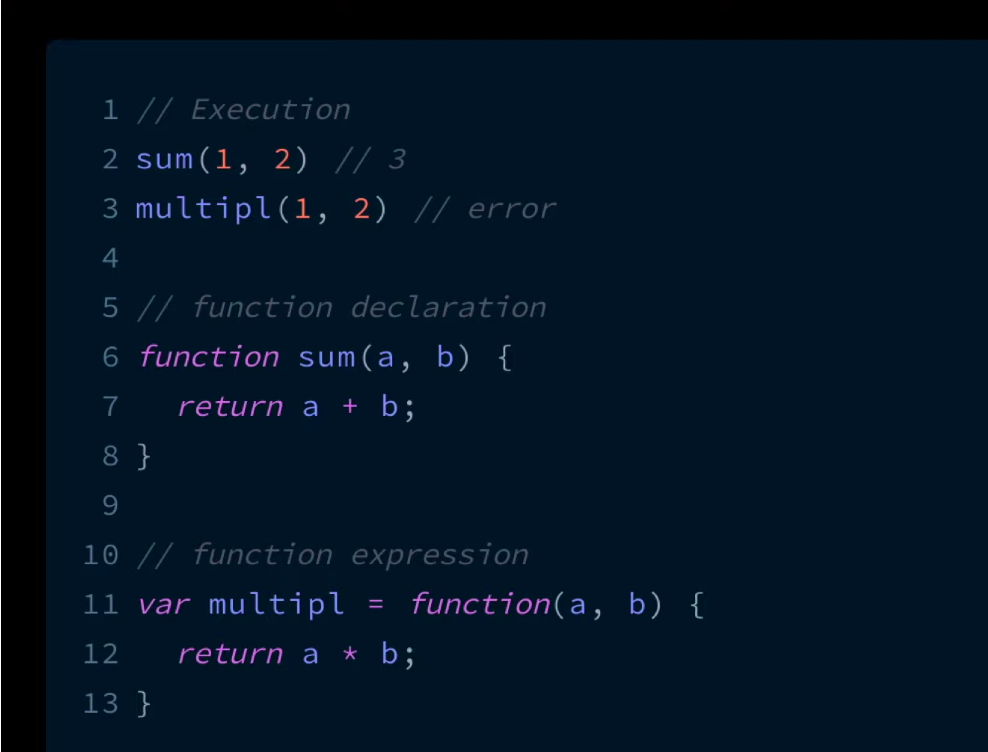 1 // Execution
2 sum(1, 2) // 3
3 multipl(1, 2) // error
4
5 // function declaration
6 function sum(a, b) {
7   return a + b;
8 }
9
10 // function expression
11 var multipl = function(a, b) {
12   return a * b;
13 }